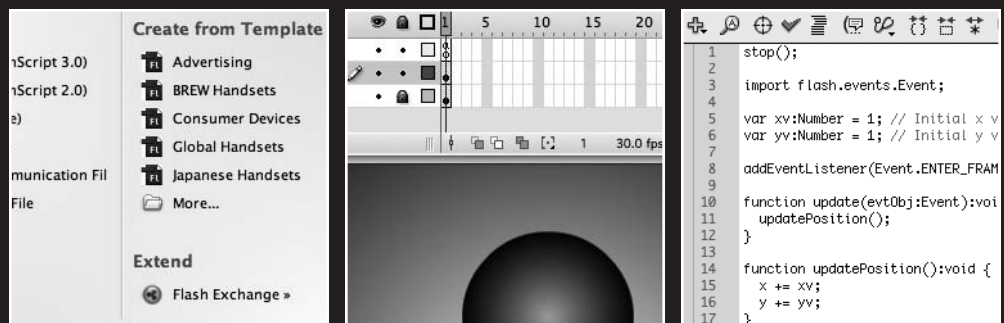 nScript 3.0)
nScript 2.0)
e)
munication Fil
File
Create from Template
Advertising
BREW Handsets
Consumer Devices
Global Handsets
Japanese Handsets
More...
Extend
Flash Exchange »
1 5 10 15 20
1 30.0 fps
1 stop();
2
3 import flash.events.Event;
4
5 var xv:Number = 1; // Initial x v
6 var yv:Number = 1; // Initial y v
7
8 addEventListener(Event.ENTER_FRAM
9
10 function update(evtObj:Event):voi
11 updatePosition();
12 }
13
14 function updatePosition():void {
15 x += xv;
16 y += yv;
17 }